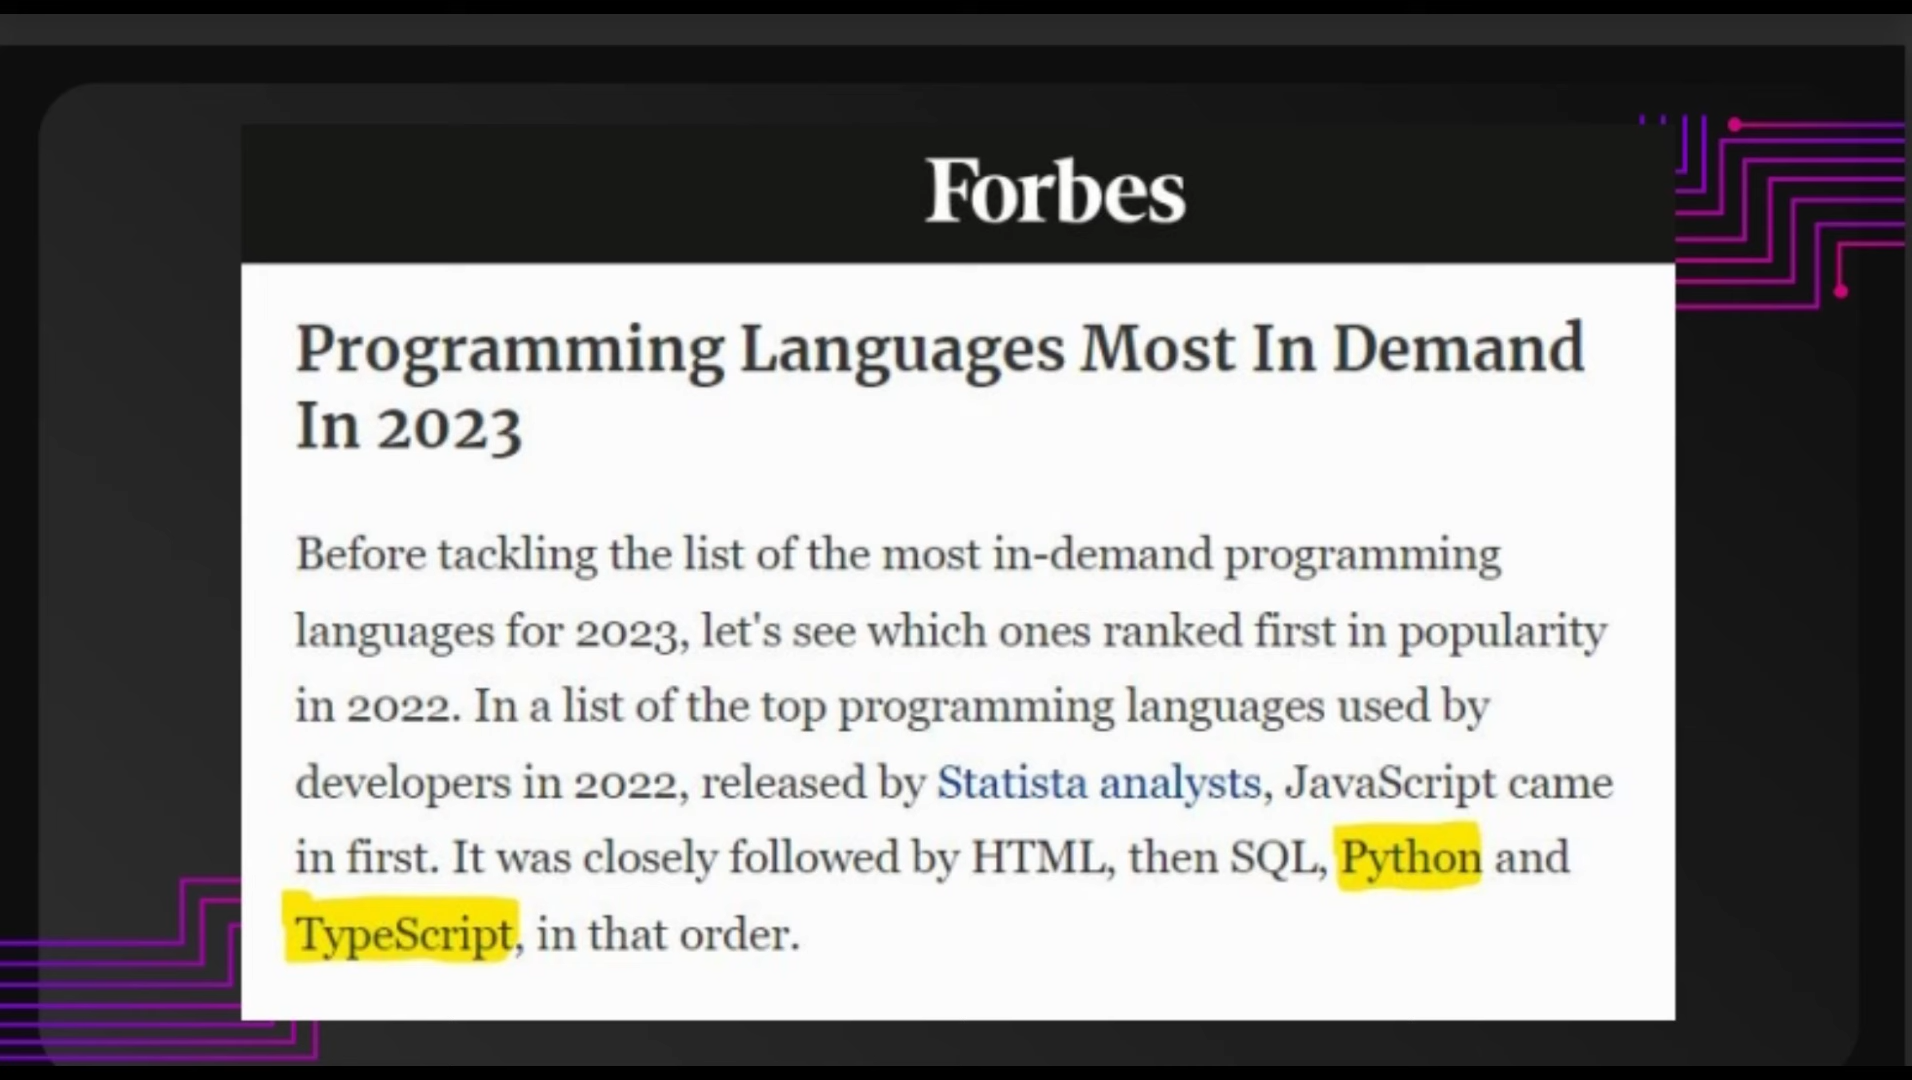 Forbes
Programming Languages Most In Demand
In 2023
Before tackling the list of the most in-demand programming
languages for 2023, let's see which ones ranked first in popularity
in 2022. In a list of the top programming languages used by
developers in 2022, released by Statista analysts, JavaScript came
in first. It was closely followed by HTML, then SQL, Python and
TypeScript, in that order.